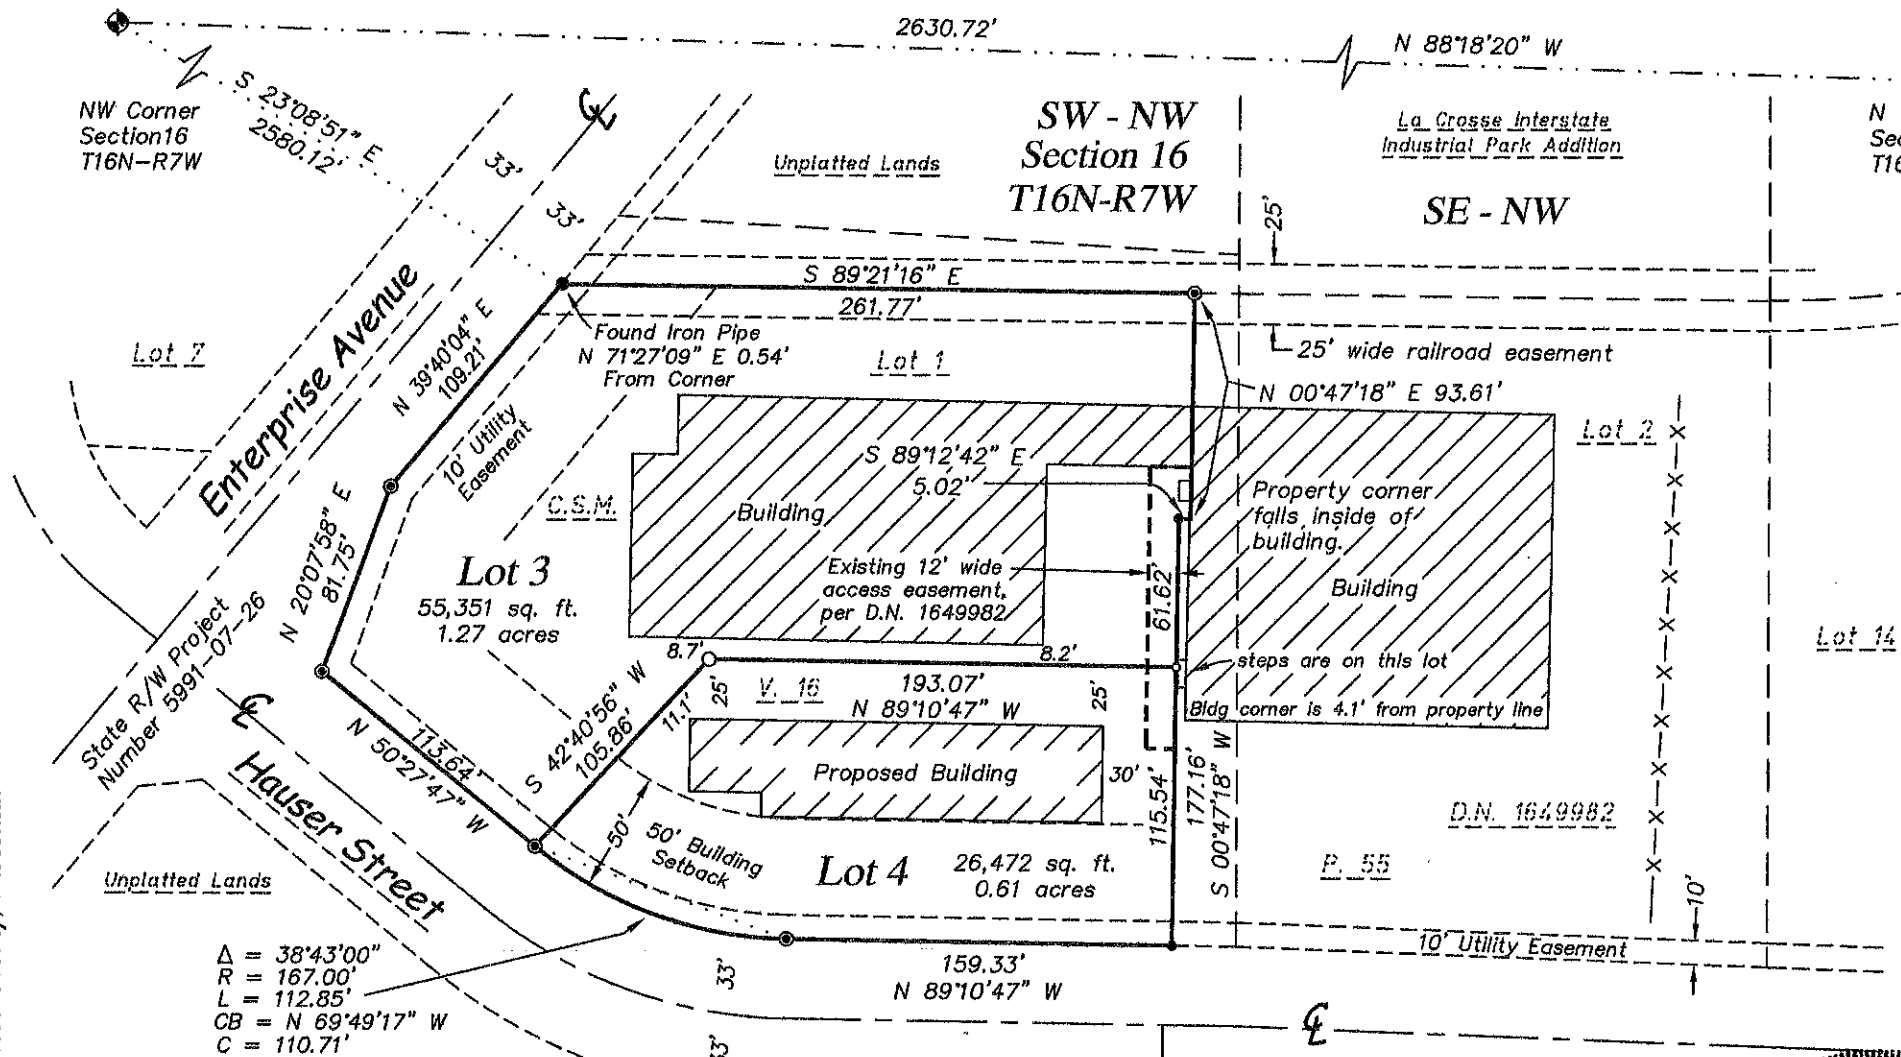 2630.72'
N 88°18'20" W
NW Corner
Section16
T16N-R7W
S 23°08'51" E
2580.12'
33'
33'
℄
Unplatted Lands
SW - NW
Section 16
T16N-R7W
La Crosse Interstate
Industrial Park Addition
SE - NW
N
25'
S 89°21'16" E
261.77'
Found Iron Pipe
N 71°27'09" E 0.54'
From Corner
Lot 1
25' wide railroad easement
N 00°47'18" E 93.61'
Lot 7
Enterprise Avenue
N 39°40'04" E
109.21'
10' Utility
Easement
C.S.M.
Building
S 89°12'42" E
5.02'
Property corner
falls inside of
building.
Building
Lot 2
Lot 14
N 20°07'58" E
81.75'
Lot 3
55,351 sq. ft.
1.27 acres
Existing 12' wide
access easement,
per D.N. 1649982
61.62'
steps are on this lot
Bldg corner is 4.1' from property line
State R/W Project
Number 5991-07-26
℄
8.7'
8.2'
193.07'
N 89°10'47" W
V. 16
25'
25'
11.1'
S 42°40'56" W
105.86'
113.64'
N 50°27'47" W
Proposed Building
30'
115.54'
177.16'
S 00°47'18" W
D.N. 1649982
P. 55
Hauser Street
Unplatted Lands
50'
50' Building
Setback
Lot 4
26,472 sq. ft.
0.61 acres
10'
10' Utility Easement
159.33'
N 89°10'47" W
33'
Δ = 38°43'00"
R = 167.00'
L = 112.85'
CB = N 69°49'17" W
C = 110.71'
33'
℄